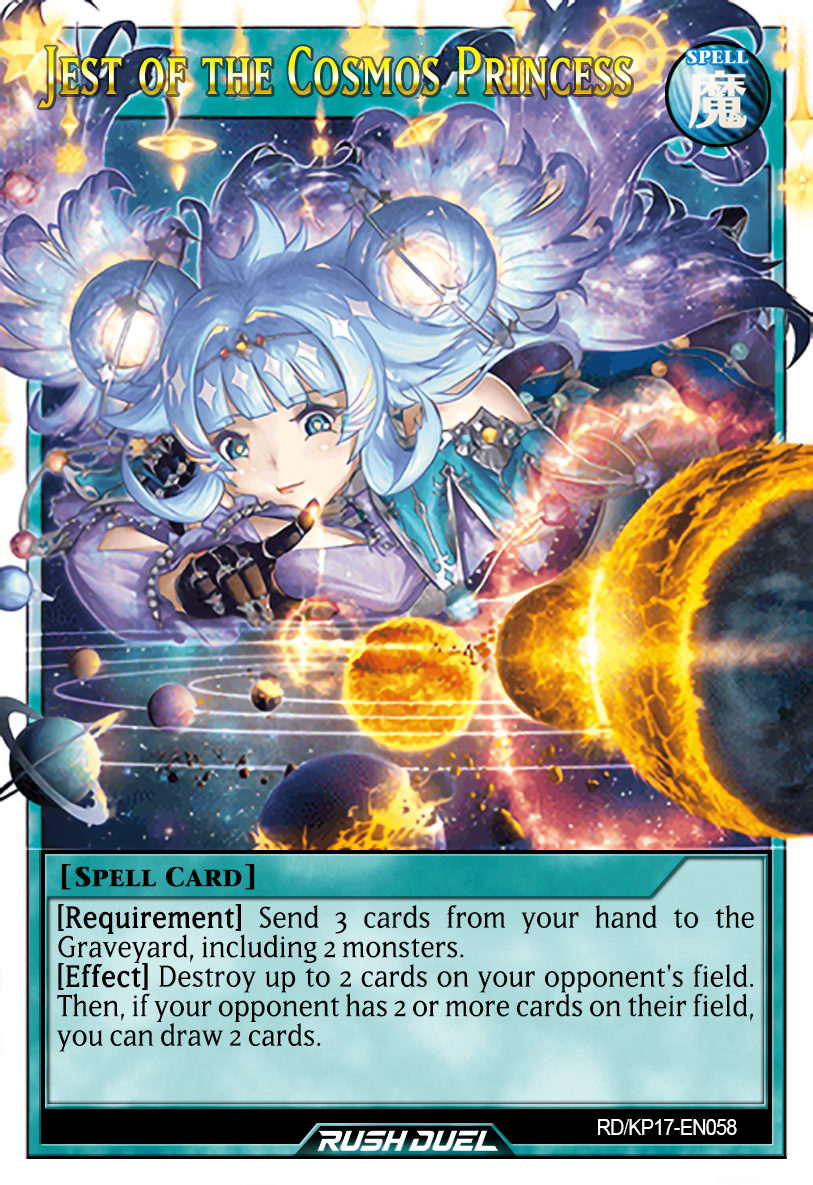 Jest of the Cosmos Princess
SPELL
魔
[Spell Card]
[Requirement] Send 3 cards from your hand to the
Graveyard, including 2 monsters.
[Effect] Destroy up to 2 cards on your opponent's field.
Then, if your opponent has 2 or more cards on their field,
you can draw 2 cards.
RD/KP17-EN058
RUSH DUEL